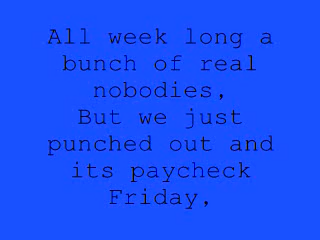 All week long a
bunch of real
nobodies,
But we just
punched out and
its paycheck
Friday,